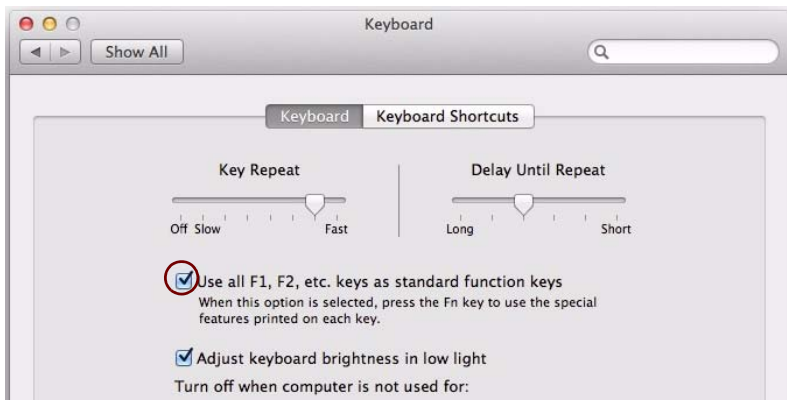 Keyboard
Show All
Keyboard Keyboard Shortcuts
Key Repeat Delay Until Repeat
Off Slow Fast Long Short
Use all F1, F2, etc. keys as standard function keys
When this option is selected, press the Fn key to use the special
features printed on each key.
Adjust keyboard brightness in low light
Turn off when computer is not used for: